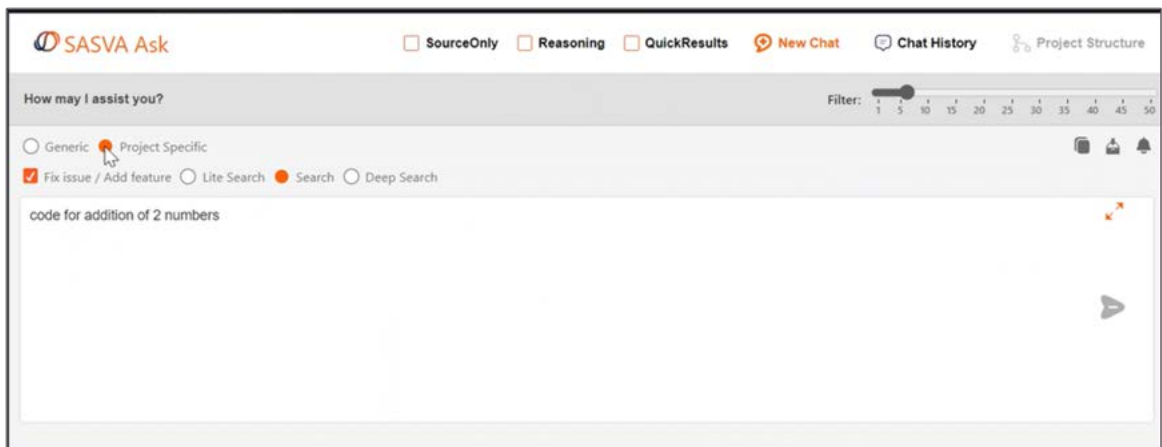 SASVA Ask SourceOnly Reasoning QuickResults New Chat Chat History Project Structure
How may I assist you? Filter: 1 5 10 15 20 25 30 35 40 45 50
Generic Project Specific
Fix issue / Add feature Lite Search Search Deep Search
code for addition of 2 numbers